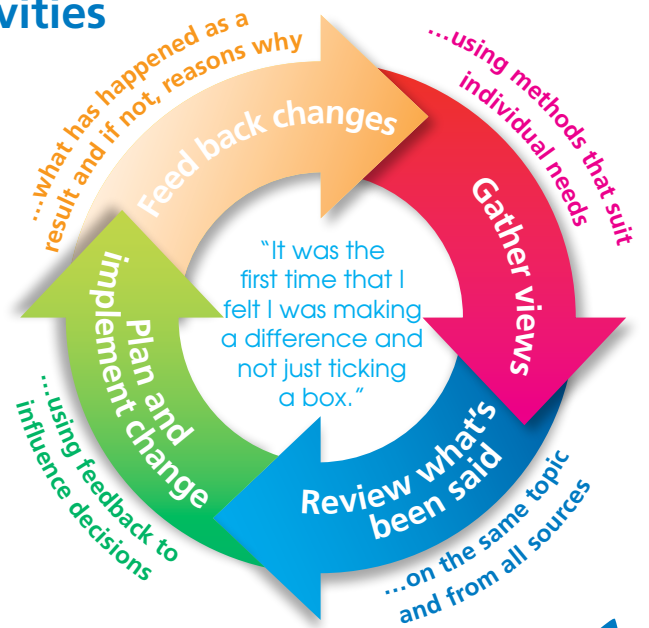 vities
Feed back changes
...what has happened as a
result and if not, reasons why
Gather views
...using methods that suit
individual needs
Review what's
been said
...on the same topic
and from all sources
Plan and
implement change
...using feedback to
influence decisions
"It was the
first time that I
felt I was making
a difference and
not just ticking
a box."